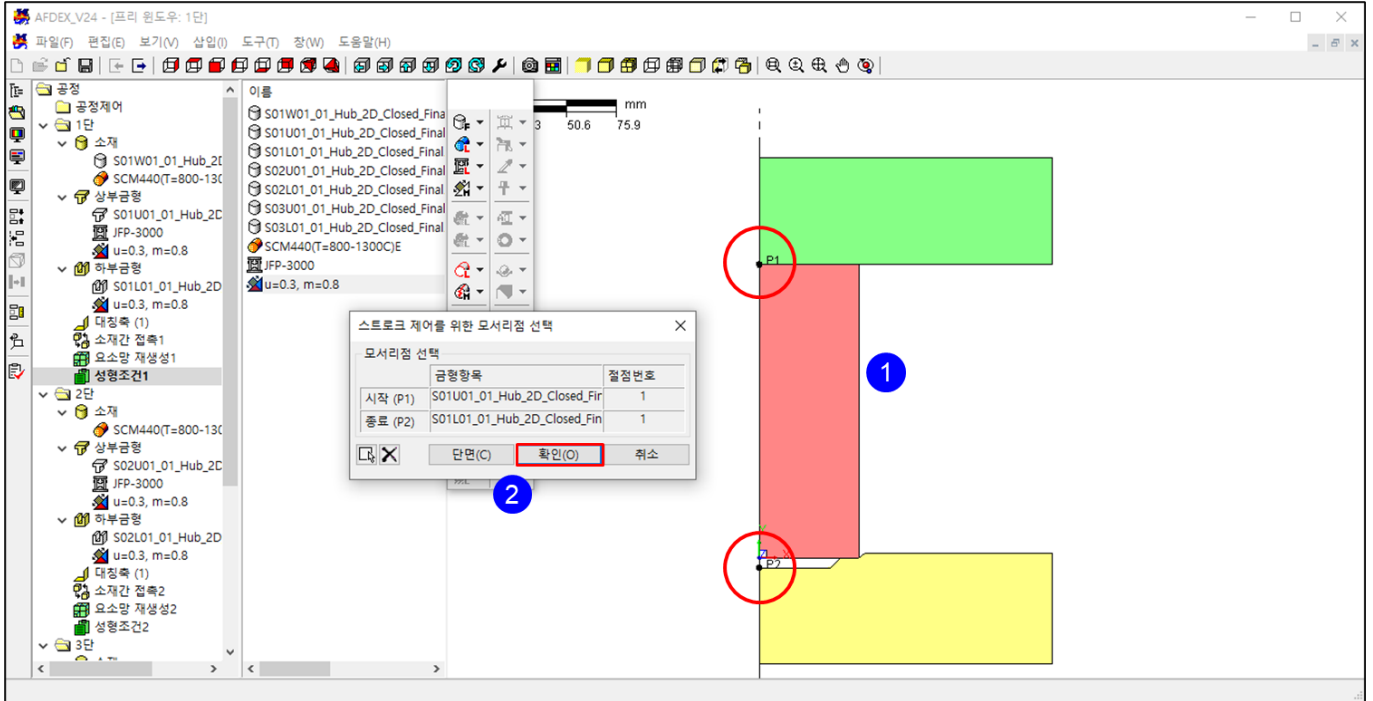 AFDEX_V24 - [프리 윈도우: 1단]
파일(F) 편집(E) 보기(V) 삽입(I) 도구(T) 창(W) 도움말(H)
공정
공정제어
1단
소재
S01W01_01_Hub_2D
SCM440(T=800-130
상부금형
S01U01_01_Hub_2D
JFP-3000
u=0.3, m=0.8
하부금형
S01L01_01_Hub_2D
u=0.3, m=0.8
대칭축 (1)
소재간 접촉1
요소망 재생성1
성형조건1
2단
소재
SCM440(T=800-130
상부금형
S02U01_01_Hub_2D
JFP-3000
u=0.3, m=0.8
하부금형
S02L01_01_Hub_2D
u=0.3, m=0.8
대칭축 (1)
소재간 접촉2
요소망 재생성2
성형조건2
3단
이름
S01W01_01_Hub_2D_Closed_Fina
S01U01_01_Hub_2D_Closed_Final
S01L01_01_Hub_2D_Closed_Final
S02U01_01_Hub_2D_Closed_Final
S02L01_01_Hub_2D_Closed_Final
S03U01_01_Hub_2D_Closed_Final
S03L01_01_Hub_2D_Closed_Final
SCM440(T=800-1300C)E
JFP-3000
u=0.3, m=0.8
mm
3 50.6 75.9
P1
1
P2
X
스트로크 제어를 위한 모서리점 선택
모서리점 선택
금형항목 절점번호
시작 (P1) S01U01_01_Hub_2D_Closed_Fir 1
종료 (P2) S01L01_01_Hub_2D_Closed_Fin 1
단면(C) 확인(O) 취소
2